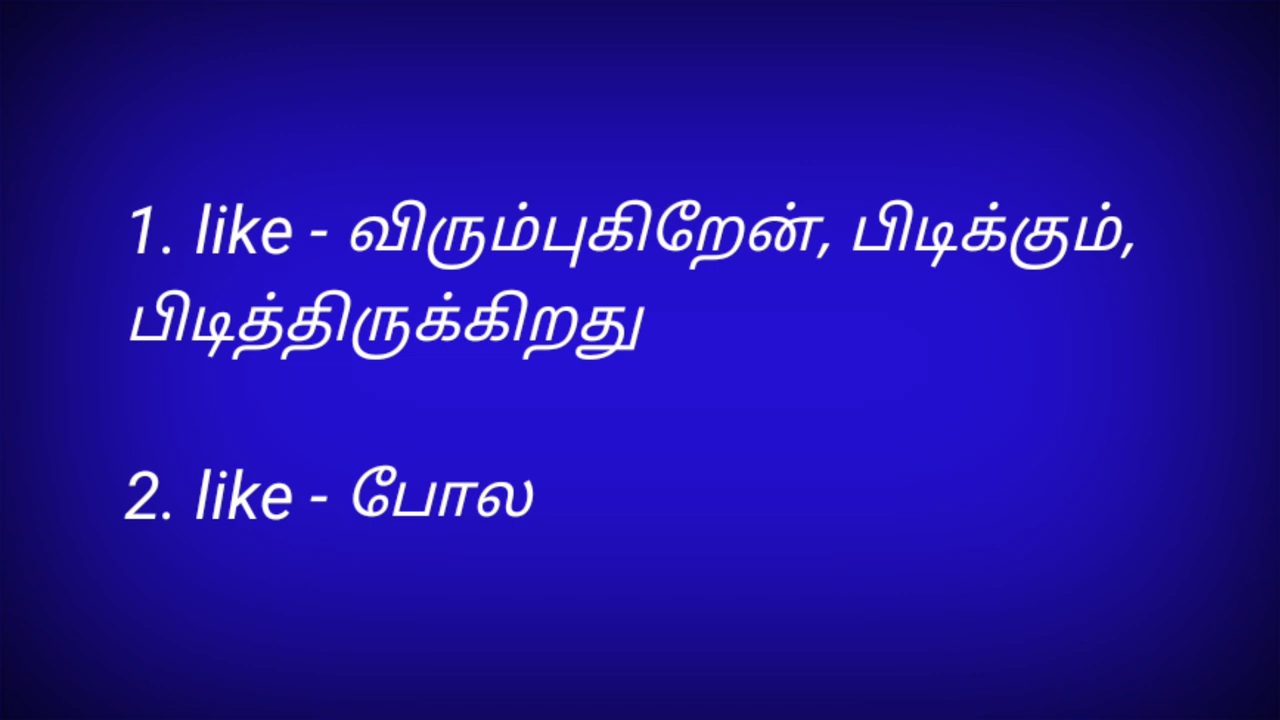 1. like - விரும்புகிறேன், பிடிக்கும்,
பிடித்திருக்கிறது
2. like - போல